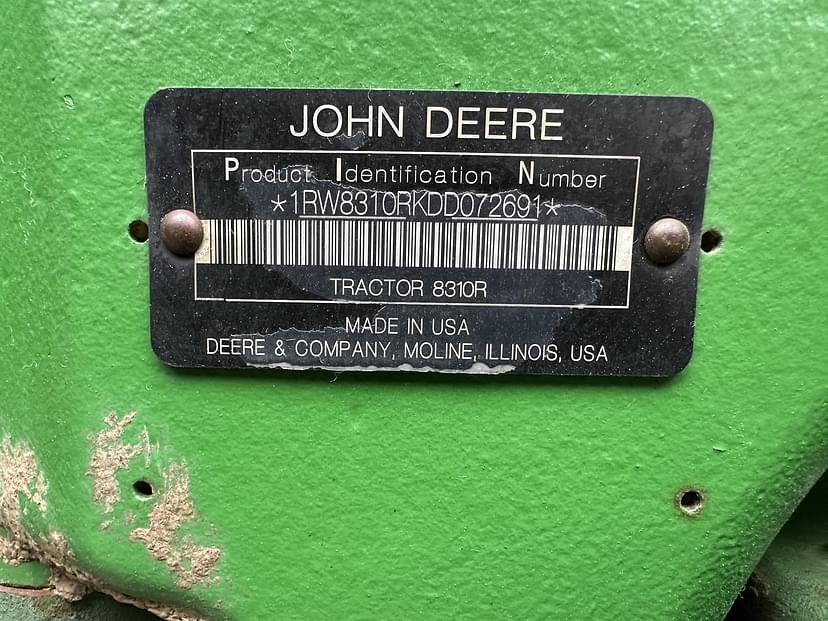 JOHN DEERE
Product Identification Number
*1RW8310RKDD072691*
TRACTOR 8310R
MADE IN USA
DEERE & COMPANY, MOLINE, ILLINOIS, USA